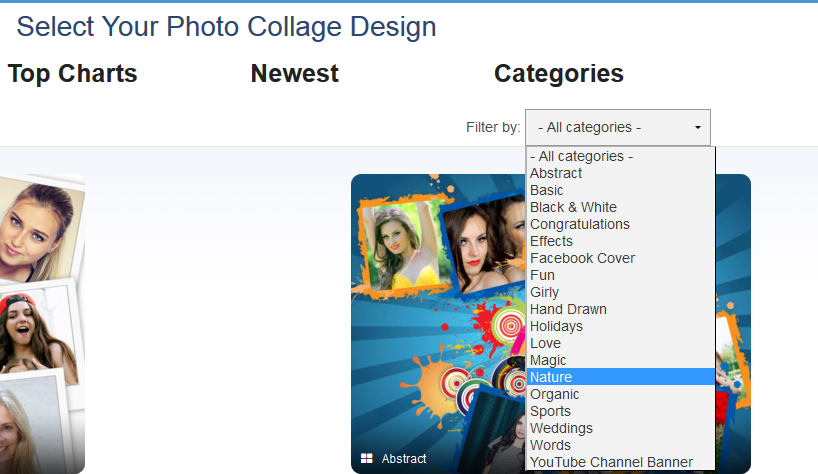 Select Your Photo Collage Design
Top Charts Newest Categories
Filter by: - All categories -
- All categories -
Abstract
Basic
Black & White
Congratulations
Effects
Facebook Cover
Fun
Girly
Hand Drawn
Holidays
Love
Magic
Nature
Organic
Sports
Weddings
Words
YouTube Channel Banner
Abstract